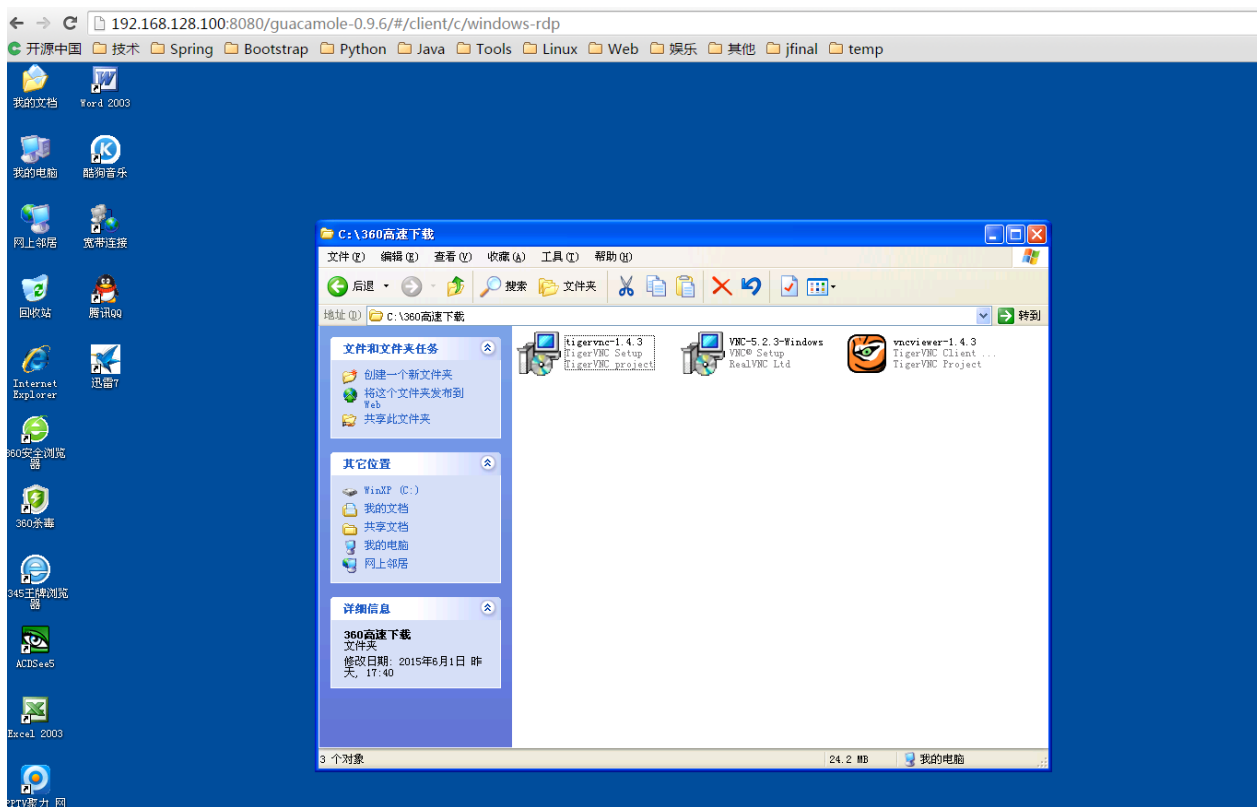 192.168.128.100:8080/guacamole-0.9.6/#/client/c/windows-rdp
开源中国 技术 Spring Bootstrap Python Java Tools Linux Web 娱乐 其他 jfinal temp
我的文档
Word 2003
我的电脑
酷狗音乐
网上邻居
宽带连接
回收站
腾讯QQ
Internet
Explorer
迅雷7
360安全浏览
器
360杀毒
345王牌浏览
器
ACDSee5
Excel 2003
PPTV聚力 网
C:\360高速下载
文件(F) 编辑(E) 查看(V) 收藏(A) 工具(T) 帮助(H)
后退 搜索 文件夹
地址(D) C:\360高速下载 转到
文件和文件夹任务
创建一个新文件夹
将这个文件夹发布到
Web
共享此文件夹
其它位置
WinXP (C:)
我的文档
共享文档
我的电脑
网上邻居
详细信息
360高速下载
文件夹
修改日期: 2015年6月1日 昨
天, 17:40
tigervnc-1.4.3
TigerVNC Setup
TigerVNC project
VNC-5.2.3-Windows
VNC® Setup
RealVNC Ltd
vncviewer-1.4.3
TigerVNC Client ...
TigerVNC Project
3 个对象 24.2 MB 我的电脑